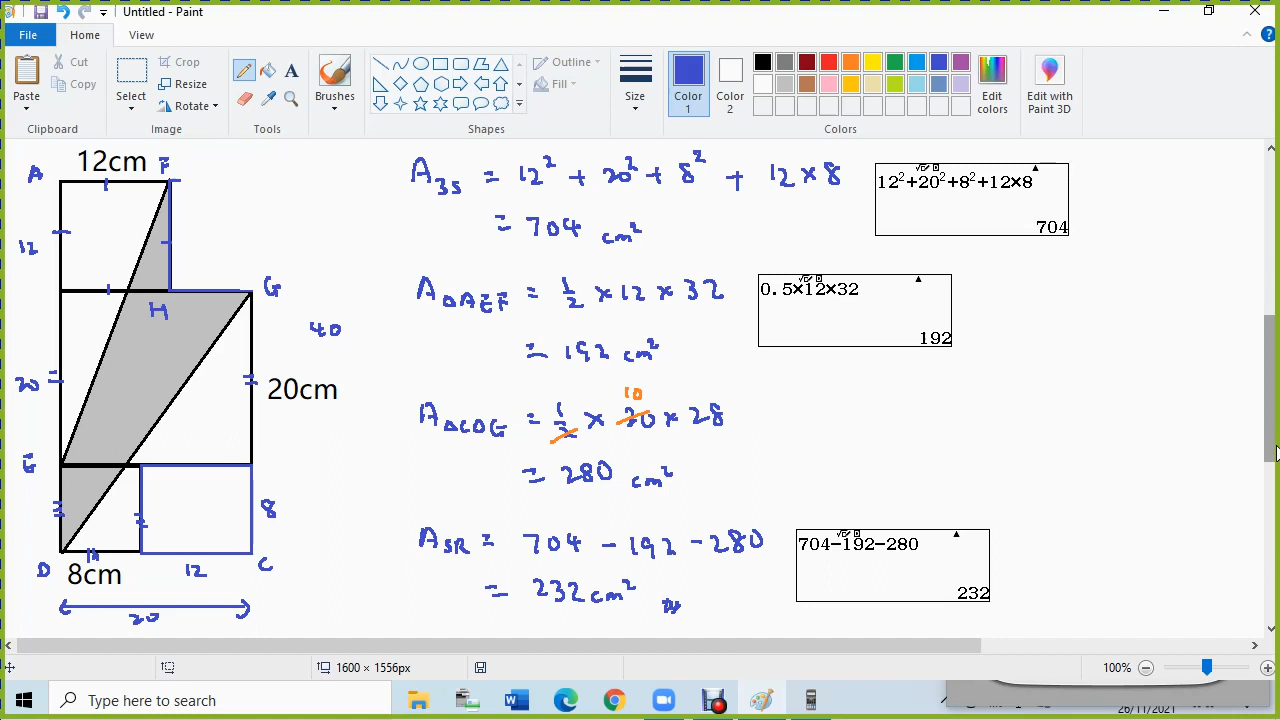 Untitled - Paint
File Home View
Paste Cut Copy Clipboard
Select Crop Resize Rotate Image
Tools
Brushes
Outline Fill Shapes
Size
Color 1 Color 2 Edit colors Colors
Edit with Paint 3D
A 12cm F
12
H G
40
20 20cm
E
8
D 8cm 12 C
20
A3S = 12² + 20² + 8² + 12 × 8
= 704 cm²
12²+20²+8²+12×8
704
A△AEF = 1/2 × 12 × 32
= 192 cm²
0.5×12×32
192
10
A△CDG = 1/2 × 20 × 28
= 280 cm²
ASR = 704 - 192 - 280
= 232 cm²
704-192-280
232
1600 × 1556px 100%
Type here to search
26/11/2021